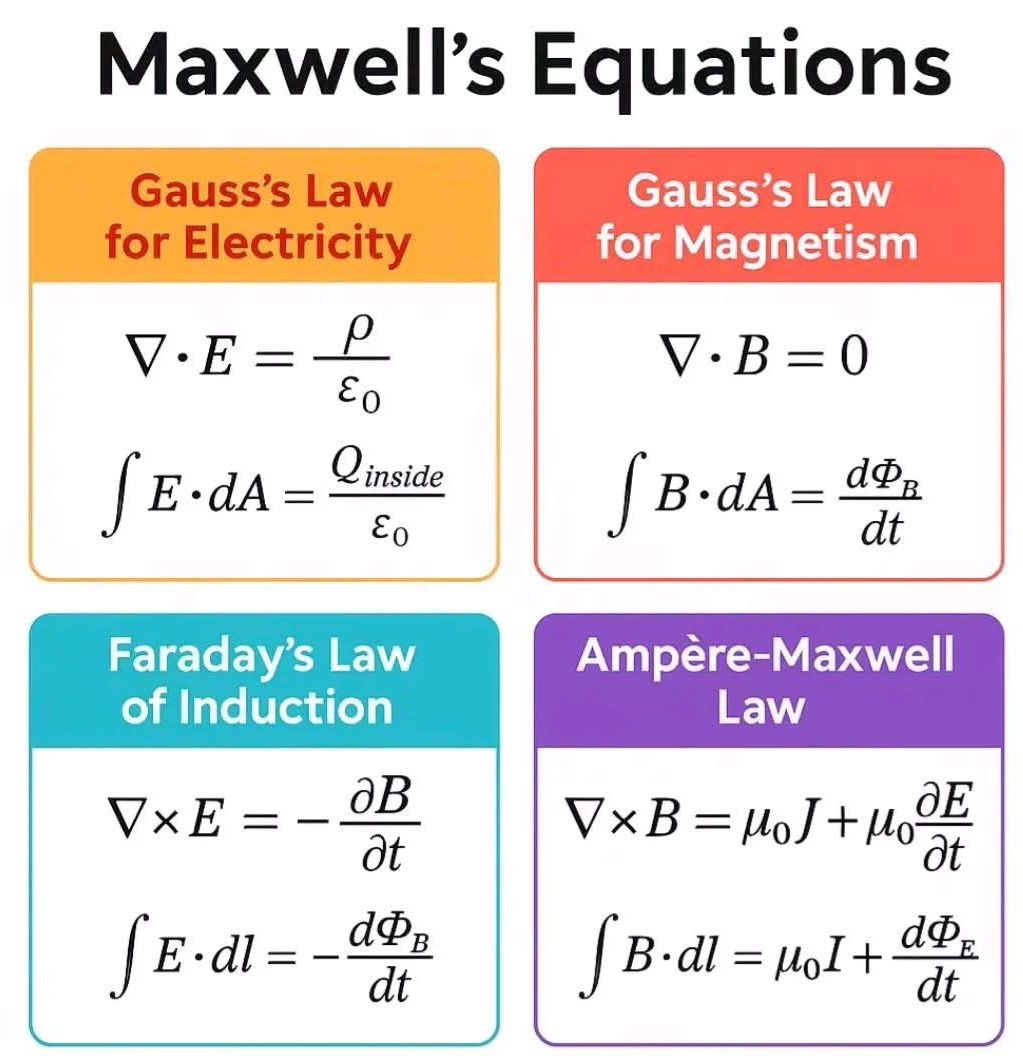 Maxwell’s Equations
Gauss’s Law
for Electricity
∇ · E = ρ/ε₀
∫ E · dA = Q_inside/ε₀
Gauss’s Law
for Magnetism
∇ · B = 0
∫ B · dA = dΦ_B/dt
Faraday’s Law
of Induction
∇ × E = −∂B/∂t
∫ E · dl = −dΦ_B/dt
Ampère-Maxwell
Law
∇ × B = μ₀J + μ₀ ∂E/∂t
∫ B · dl = μ₀I + dΦ_E/dt